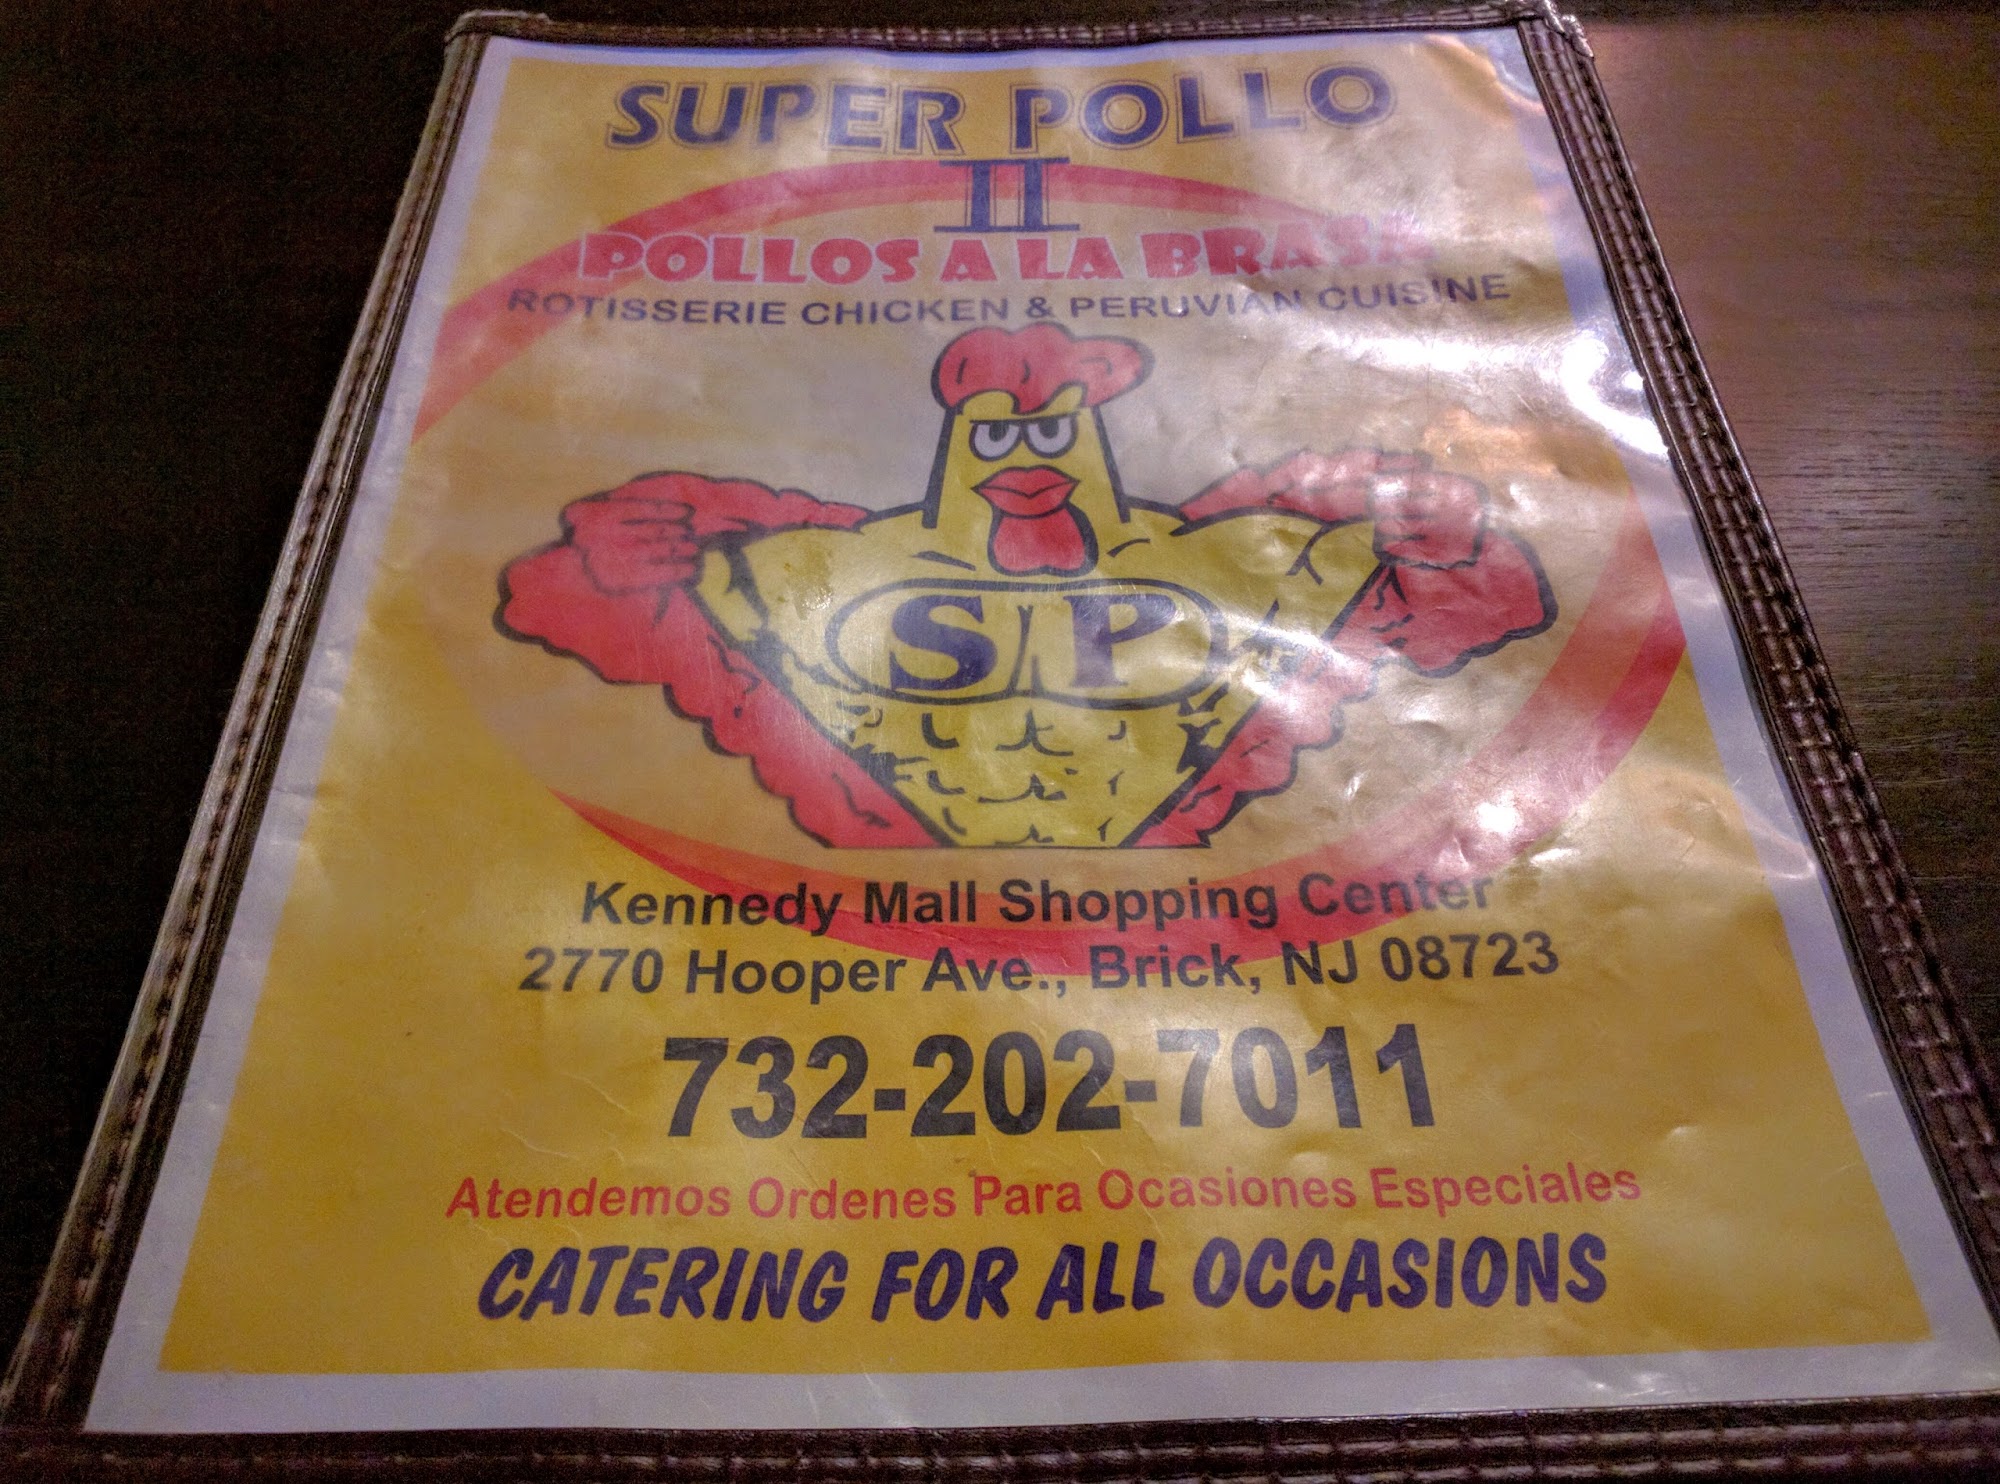 SUPER POLLO
II
POLLOS A LA BRASA
ROTISSERIE CHICKEN & PERUVIAN CUISINE
SP
Kennedy Mall Shopping Center
2770 Hooper Ave., Brick, NJ 08723
732-202-7011
Atendemos Ordenes Para Ocasiones Especiales
CATERING FOR ALL OCCASIONS